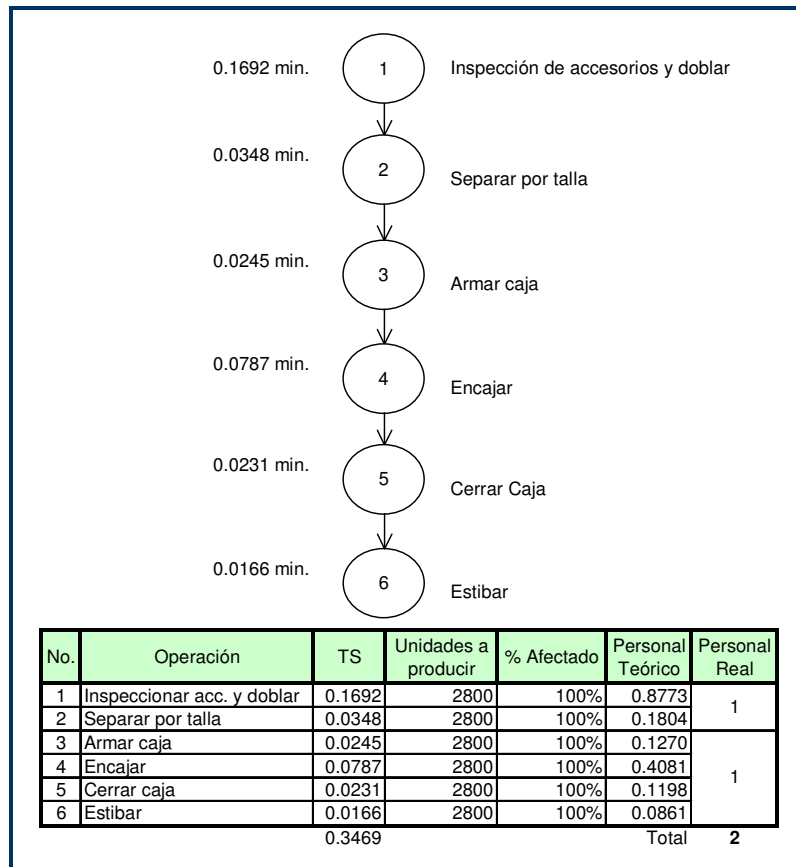 0.1692 min. 1 Inspección de accesorios y doblar
0.0348 min. 2 Separar por talla
0.0245 min. 3 Armar caja
0.0787 min. 4 Encajar
0.0231 min. 5 Cerrar Caja
0.0166 min. 6 Estibar
No. Operación TS Unidades a producir % Afectado Personal Teórico Personal Real
1 Inspeccionar acc. y doblar 0.1692 2800 100% 0.8773 1
2 Separar por talla 0.0348 2800 100% 0.1804
3 Armar caja 0.0245 2800 100% 0.1270 1
4 Encajar 0.0787 2800 100% 0.4081
5 Cerrar caja 0.0231 2800 100% 0.1198
6 Estibar 0.0166 2800 100% 0.0861
0.3469 Total 2